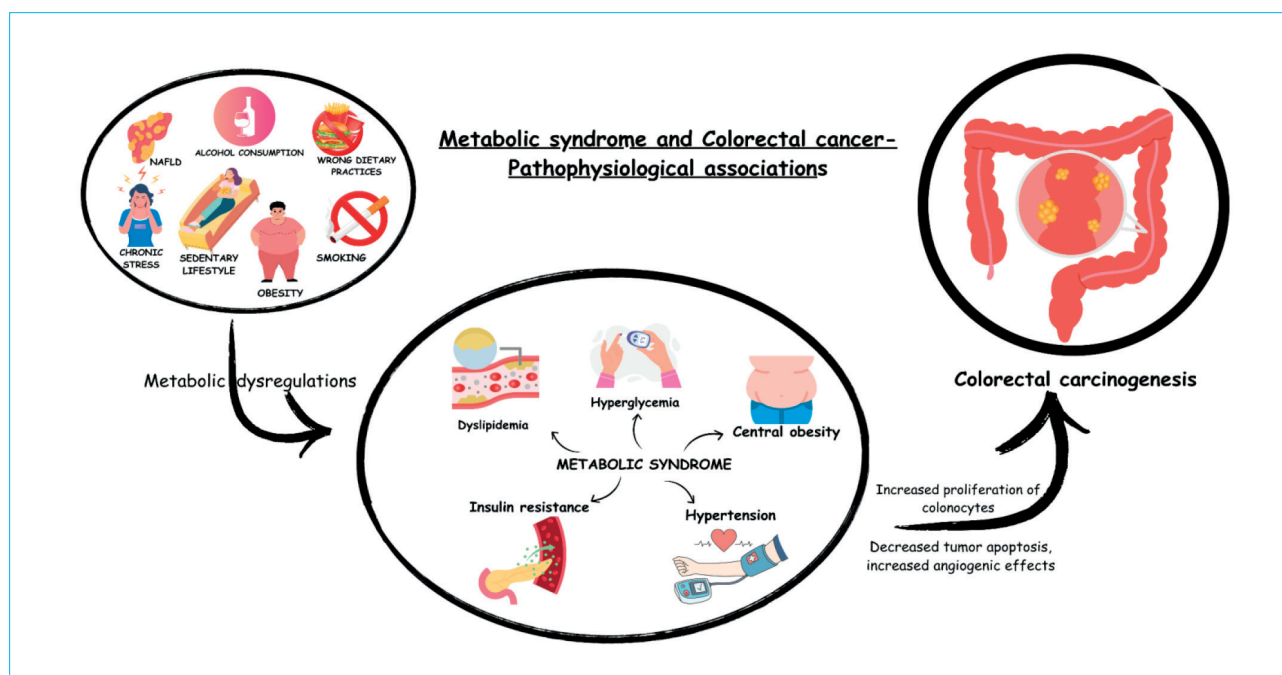 Metabolic syndrome and Colorectal cancer-
Pathophysiological associations
NAFLD
ALCOHOL CONSUMPTION
WRONG DIETARY
PRACTICES
CHRONIC
STRESS
SEDENTARY
LIFESTYLE
OBESITY
SMOKING
Metabolic dysregulations
Dyslipidemia
Hyperglycemia
Central obesity
METABOLIC SYNDROME
Insulin resistance
Hypertension
Increased proliferation of
colonocytes
Decreased tumor apoptosis,
increased angiogenic effects
Colorectal carcinogenesis